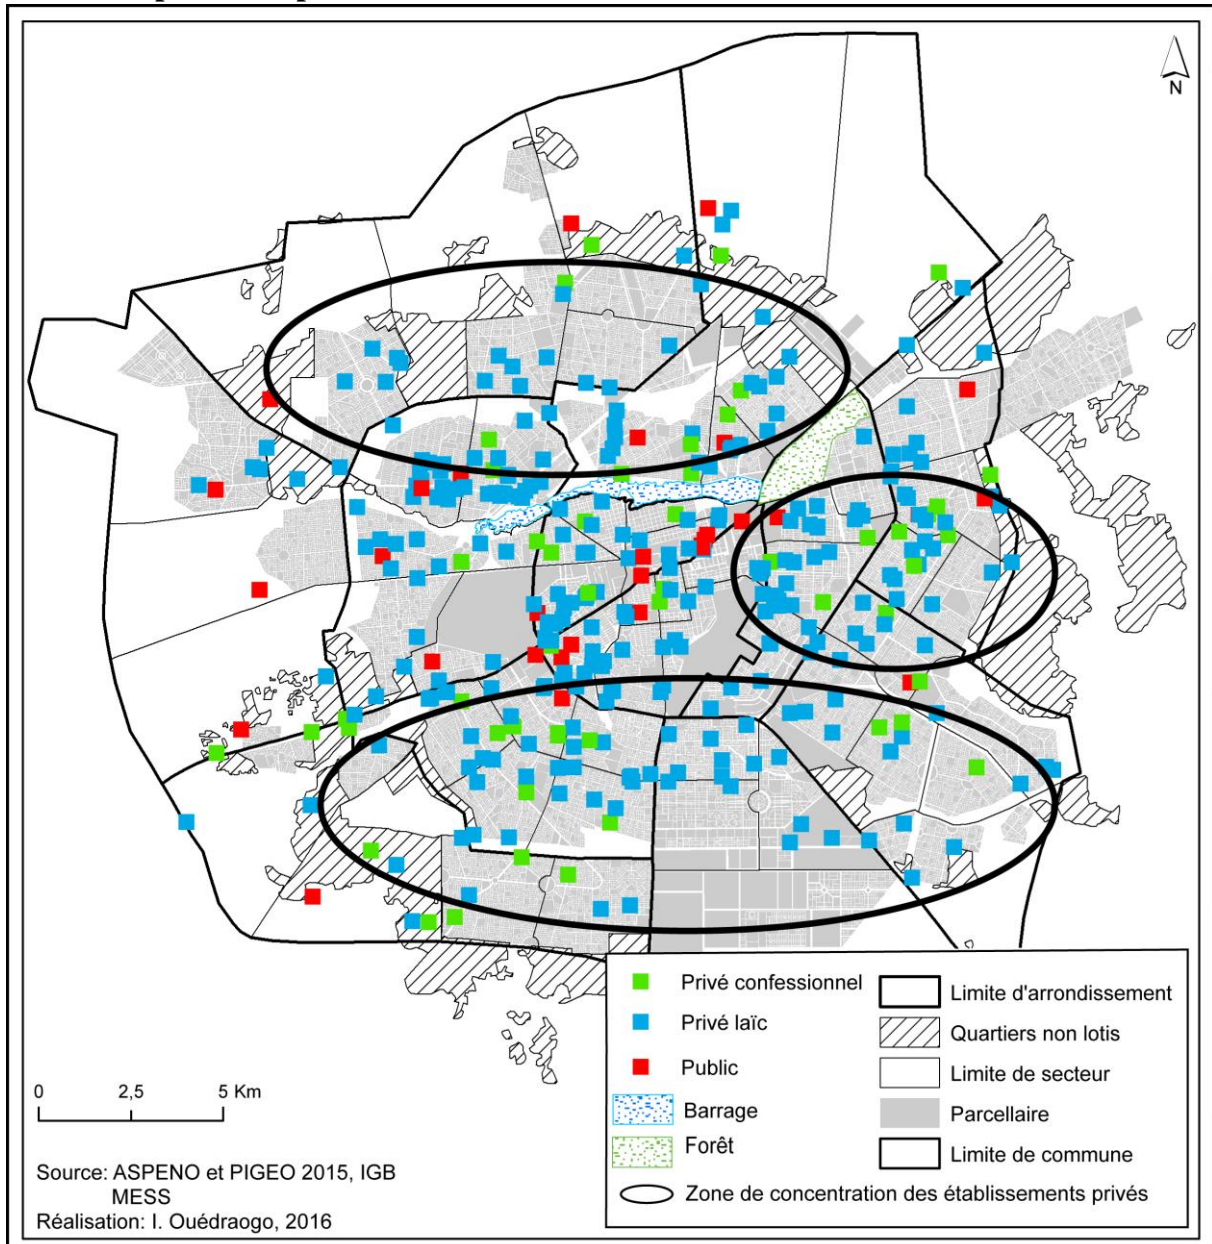 N
Privé confessionnel
Privé laïc
Public
Barrage
Forêt
Limite d'arrondissement
Quartiers non lotis
Limite de secteur
Parcellaire
Limite de commune
Zone de concentration des établissements privés
0 2,5 5 Km
Source: ASPENO et PIGEO 2015, IGB
MESS
Réalisation: I. Ouédraogo, 2016